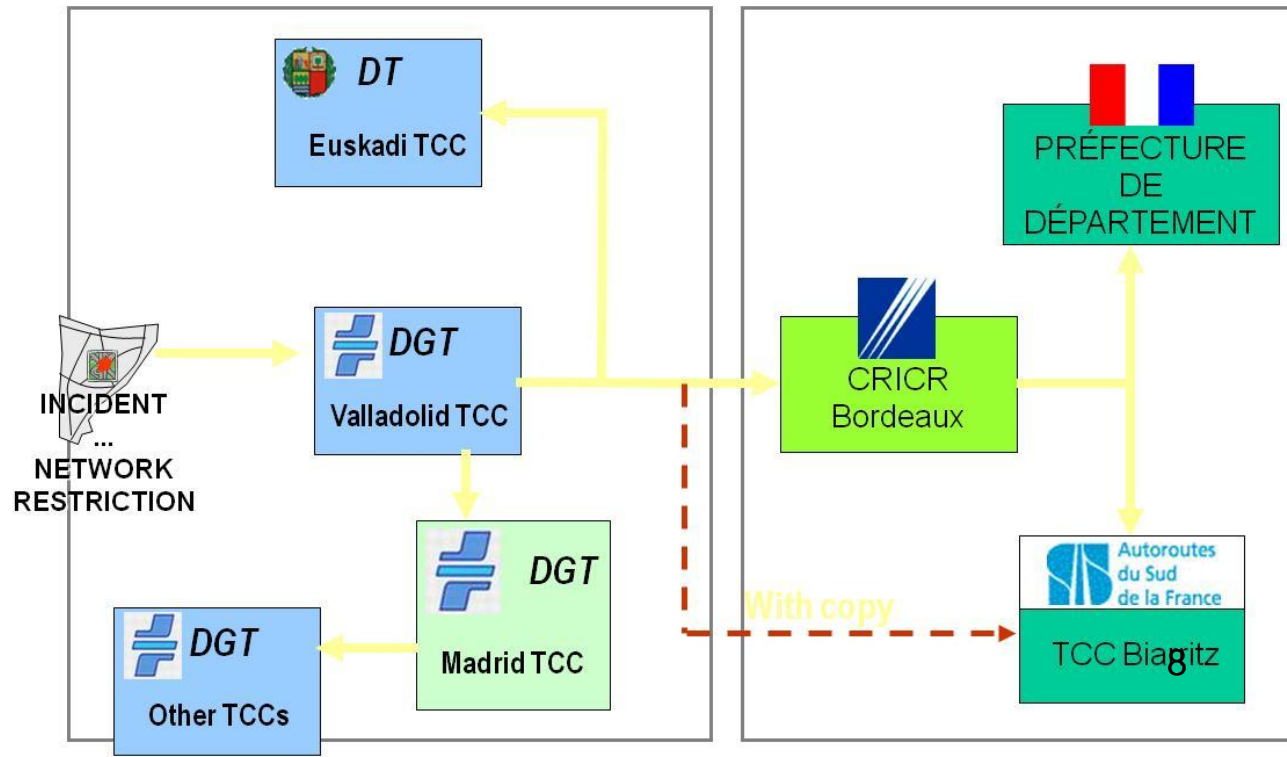 DT
Euskadi TCC
INCIDENT
...
NETWORK
RESTRICTION
DGT
Valladolid TCC
DGT
Madrid TCC
DGT
Other TCCs
PRÉFECTURE
DE
DÉPARTEMENT
CRICR
Bordeaux
With copy
Autoroutes
du Sud
de la France
TCC Biarritz
8